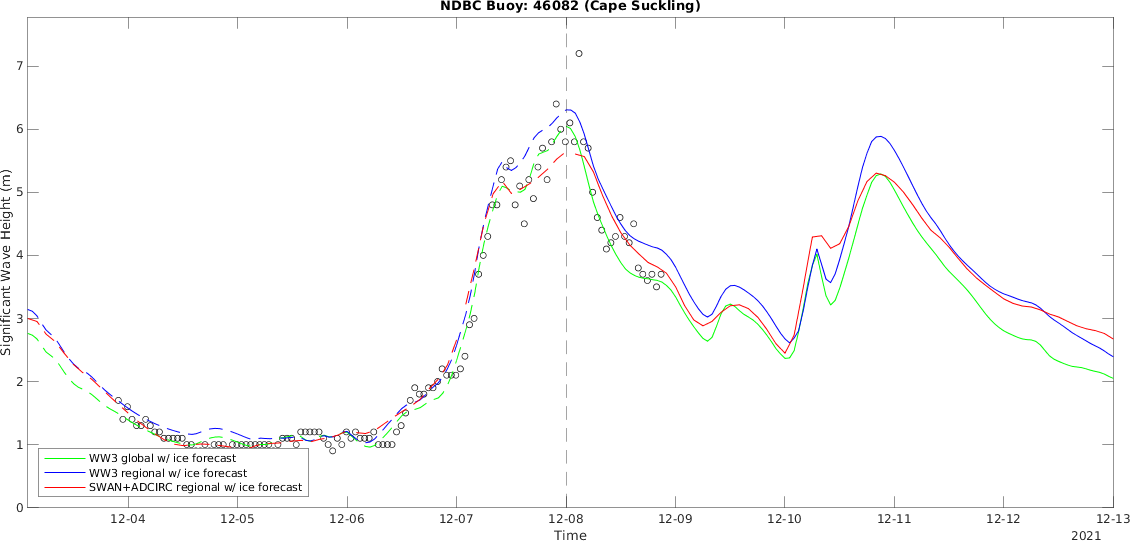 NDBC Buoy: 46082 (Cape Suckling)
Significant Wave Height (m)
7
6
5
4
3
2
1
0
WW3 global w/ ice forecast
WW3 regional w/ ice forecast
SWAN+ADCIRC regional w/ ice forecast
12-04 12-05 12-06 12-07 12-08 12-09 12-10 12-11 12-12 12-13
Time
2021